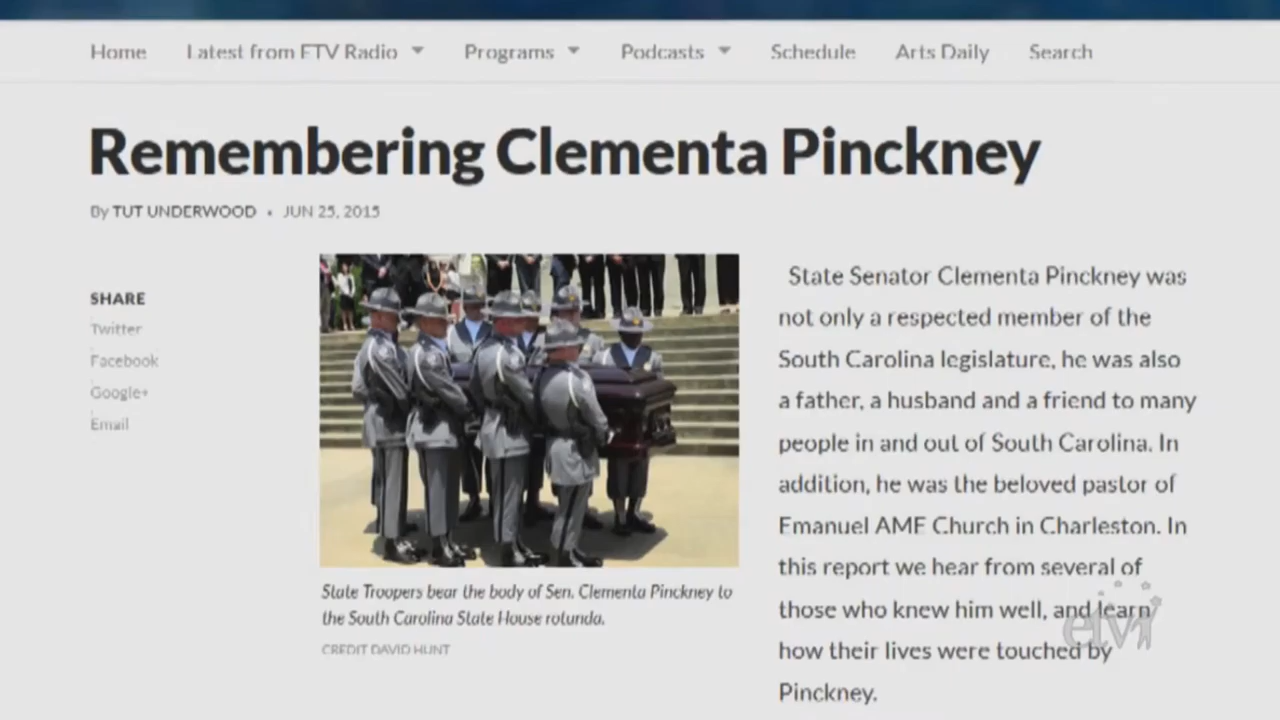 Home Latest from ETV Radio Programs Podcasts Schedule Arts Daily Search
Remembering Clementa Pinckney
By TUT UNDERWOOD • JUN 25, 2015
SHARE
Twitter
Facebook
Google+
Email
State Troopers bear the body of Sen. Clementa Pinckney to
the South Carolina State House rotunda.
CREDIT DAVID HUNT
State Senator Clementa Pinckney was
not only a respected member of the
South Carolina legislature, he was also
a father, a husband and a friend to many
people in and out of South Carolina. In
addition, he was the beloved pastor of
Emanuel AME Church in Charleston. In
this report we hear from several of
those who knew him well, and learn
how their lives were touched by
Pinckney.
etv